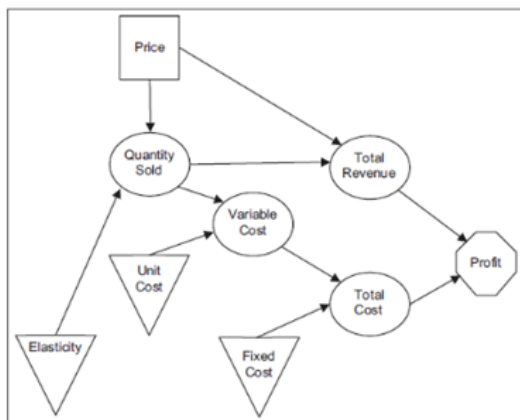 Price
Quantity
Sold
Total
Revenue
Variable
Cost
Unit
Cost
Profit
Total
Cost
Elasticity
Fixed
Cost